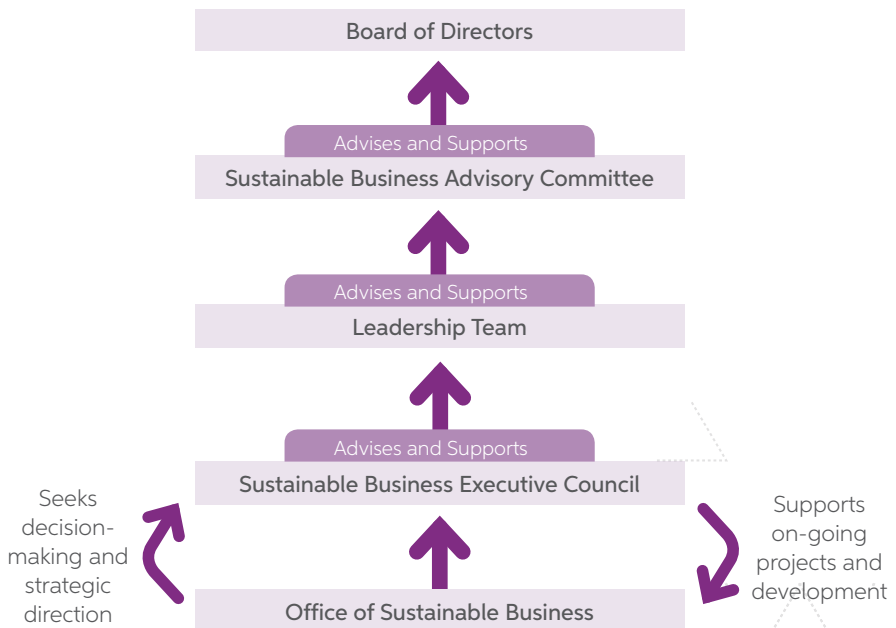 Board of Directors
Advises and Supports
Sustainable Business Advisory Committee
Advises and Supports
Leadership Team
Advises and Supports
Sustainable Business Executive Council
Seeks
decision-
making and
strategic
direction
Supports
on-going
projects and
development
Office of Sustainable Business